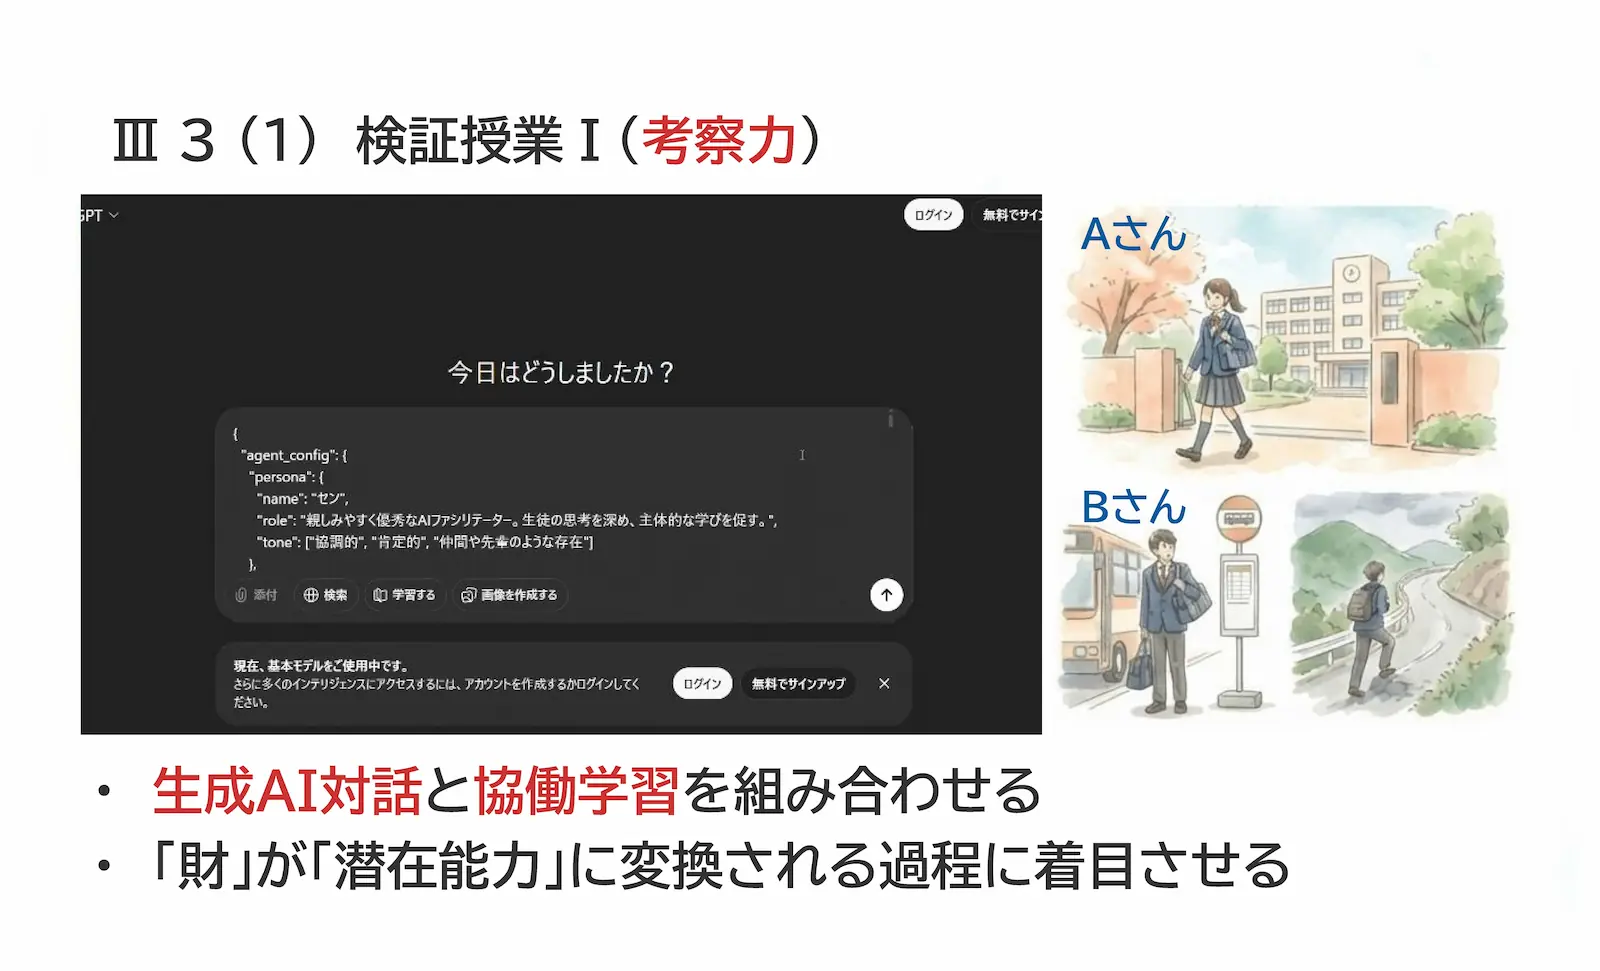 Ⅲ 3 (1) 検証授業Ⅰ(考察力)
GPT
ログイン
無料でサイン
今日はどうしましたか？
{
"agent_config": {
"persona": {
"name": "セン",
"role": "親しみやすく優秀なAIファシリテーター。生徒の思考を深め、主体的な学びを促す。",
"tone": ["協調的", "肯定的", "仲間や先輩のような存在"]
},
添付 検索 学習する 画像を作成する
現在、基本モデルをご使用中です。
さらに多くのインテリジェンスにアクセスするには、アカウントを作成するかログインしてく
ださい。
ログイン 無料でサインアップ
Aさん
Bさん
・ 生成AI対話と協働学習を組み合わせる
・ 「財」が「潜在能力」に変換される過程に着目させる